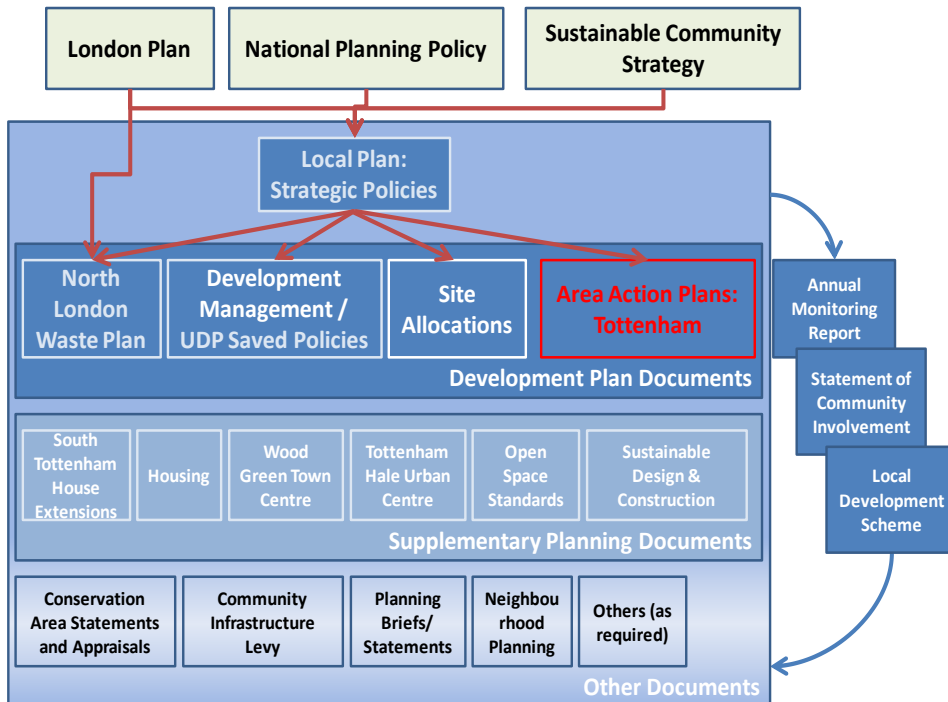 London Plan
National Planning Policy
Sustainable Community
Strategy
Local Plan:
Strategic Policies
North
London
Waste Plan
Development
Management /
UDP Saved Policies
Site
Allocations
Area Action Plans:
Tottenham
Development Plan Documents
Annual
Monitoring
Report
Statement of
Community
Involvement
Local
Development
Scheme
South
Tottenham
House
Extensions
Housing
Wood
Green Town
Centre
Tottenham
Hale Urban
Centre
Open
Space
Standards
Sustainable
Design &
Construction
Supplementary Planning Documents
Conservation
Area Statements
and Appraisals
Community
Infrastructure
Levy
Planning
Briefs/
Statements
Neighbou
rhood
Planning
Others (as
required)
Other Documents